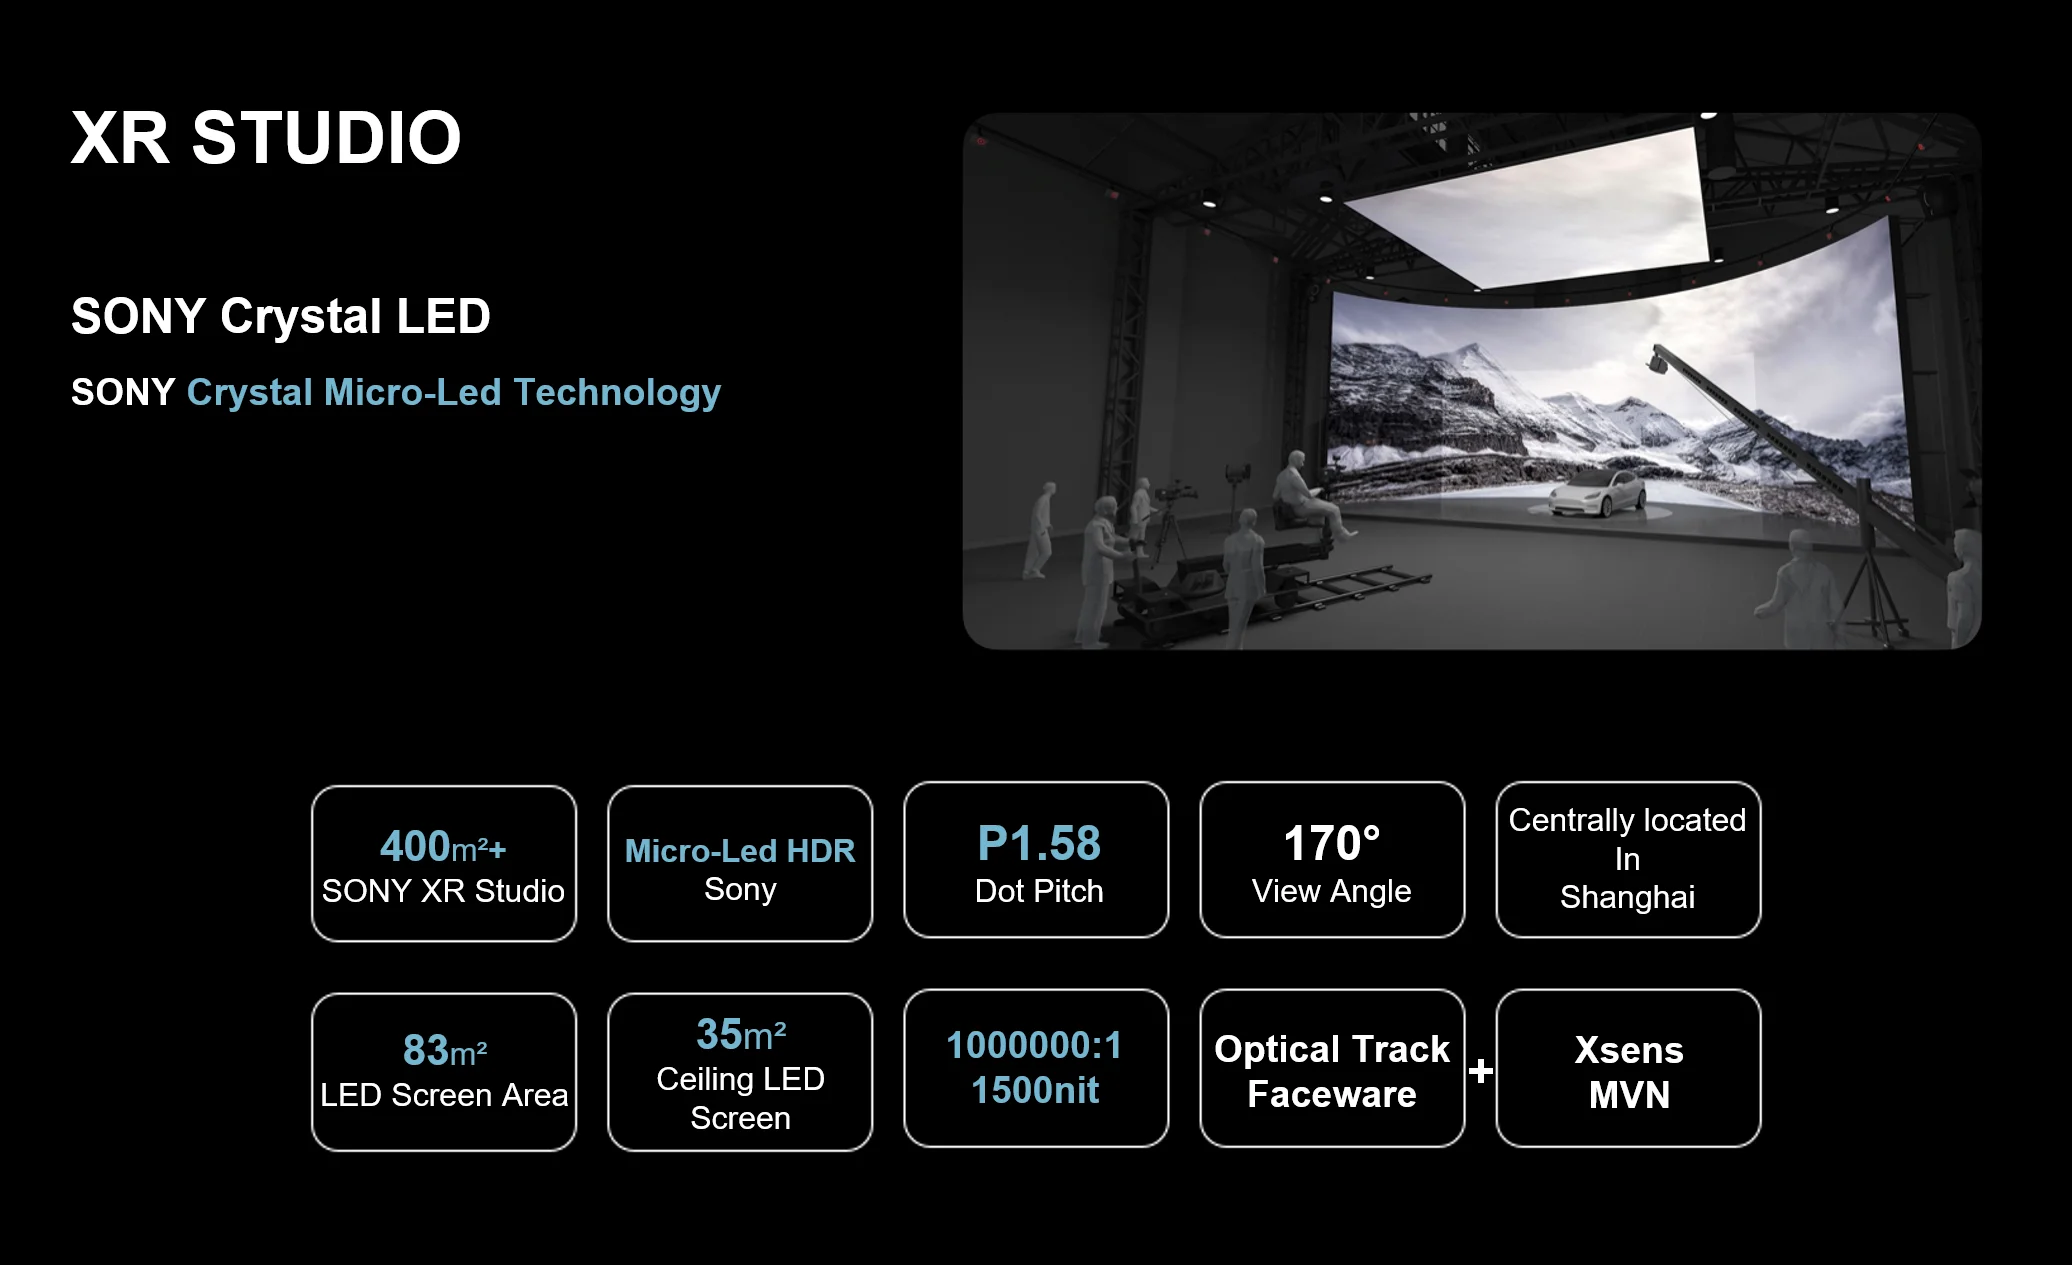 XR STUDIO
SONY Crystal LED
SONY Crystal Micro-Led Technology
400m²+
SONY XR Studio
Micro-Led HDR
Sony
P1.58
Dot Pitch
170°
View Angle
Centrally located
In
Shanghai
83m²
LED Screen Area
35m²
Ceiling LED
Screen
1000000:1
1500nit
Optical Track
Faceware
+
Xsens
MVN